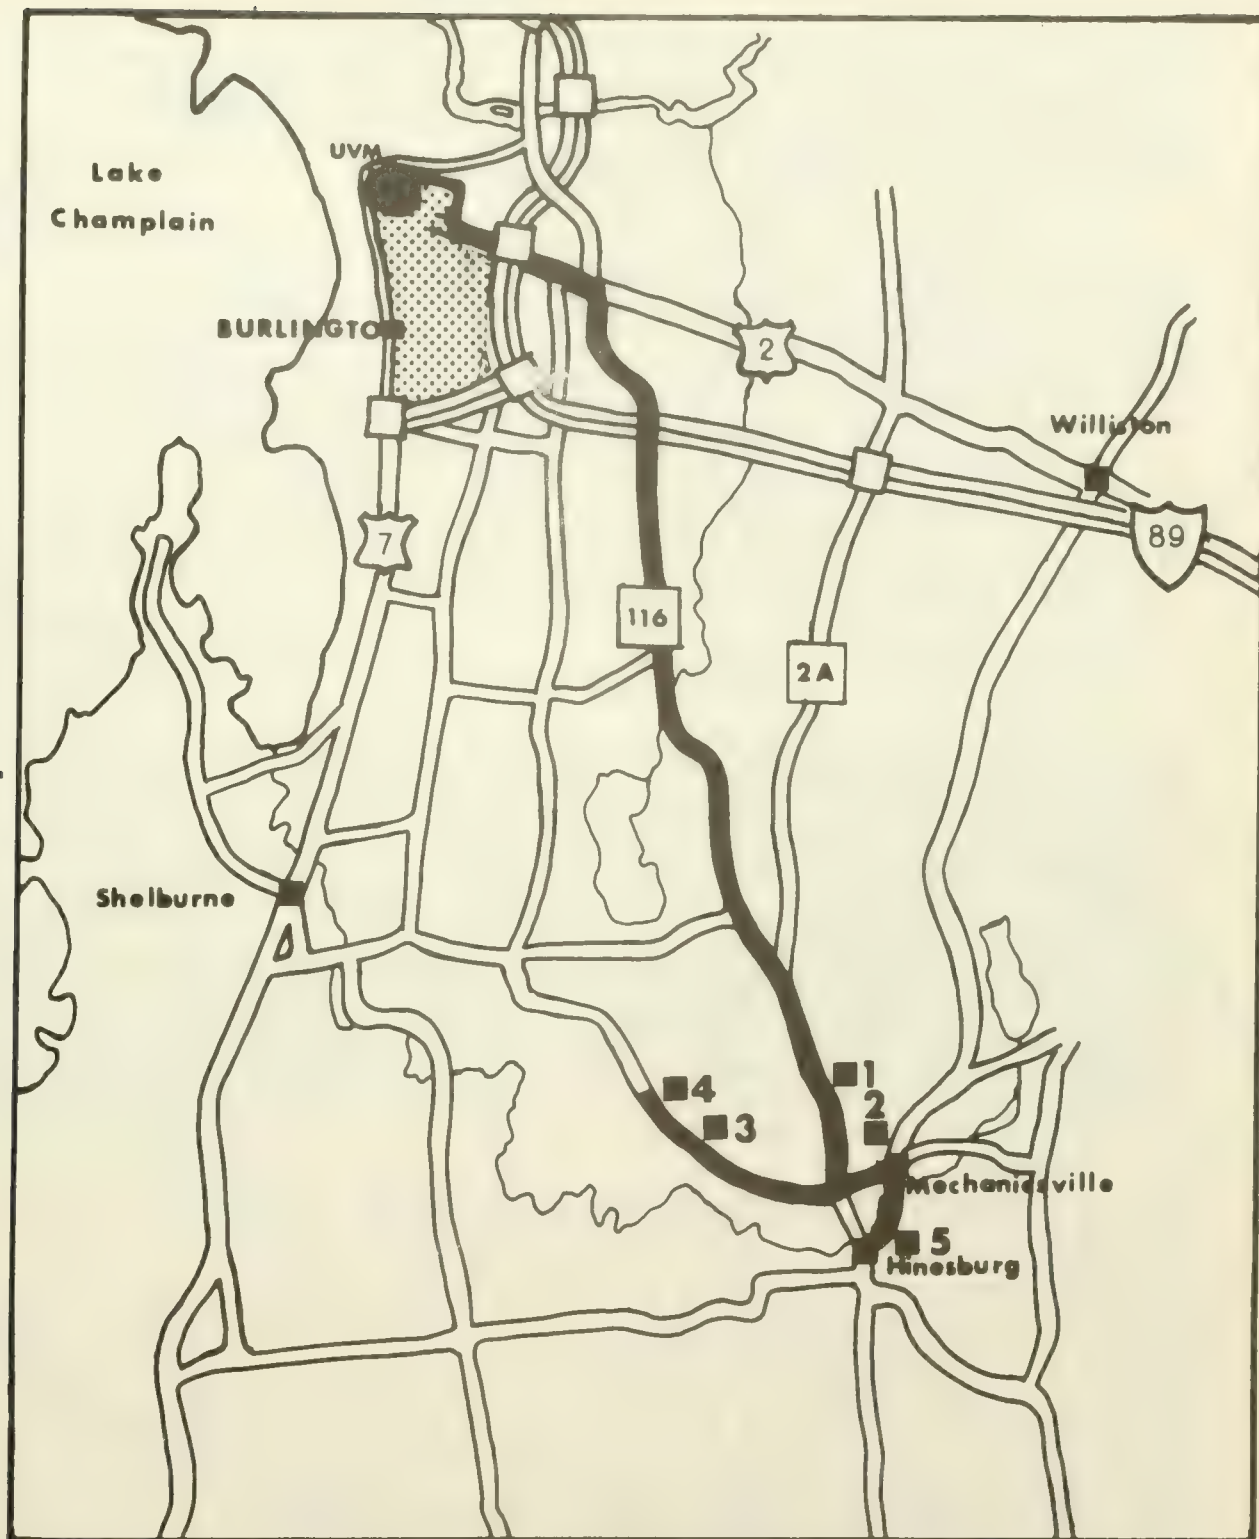 Lake
Champlain
UVM
BURLINGTON
2
Williston
7
89
116
2A
Shelburne
1
2
4
3
Mechanicsville
5
Hinesburg